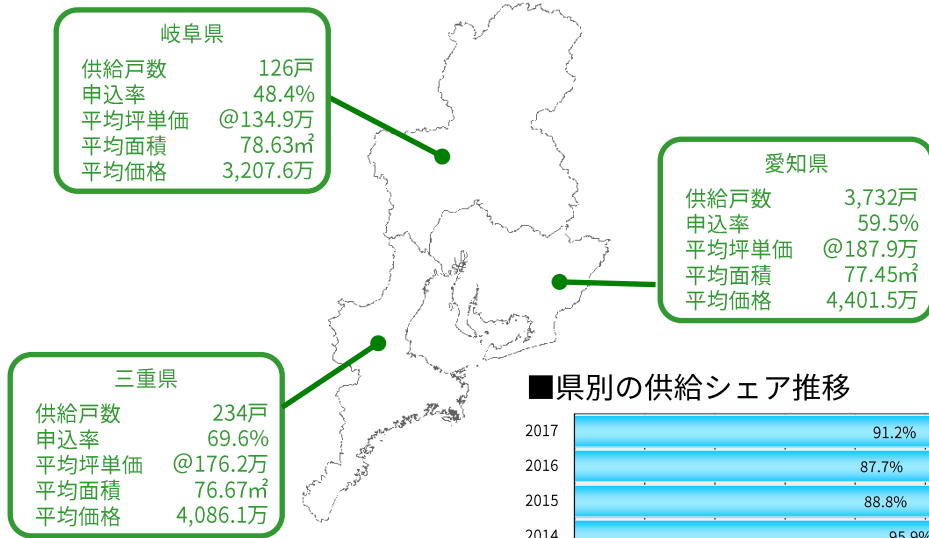 岐阜県
供給戸数 126戸
申込率 48.4%
平均坪単価 @134.9万
平均面積 78.63㎡
平均価格 3,207.6万
愛知県
供給戸数 3,732戸
申込率 59.5%
平均坪単価 @187.9万
平均面積 77.45㎡
平均価格 4,401.5万
三重県
供給戸数 234戸
申込率 69.6%
平均坪単価 @176.2万
平均面積 76.67㎡
平均価格 4,086.1万
■県別の供給シェア推移
2017 91.2%
2016 87.7%
2015 88.8%
2014 95.9%